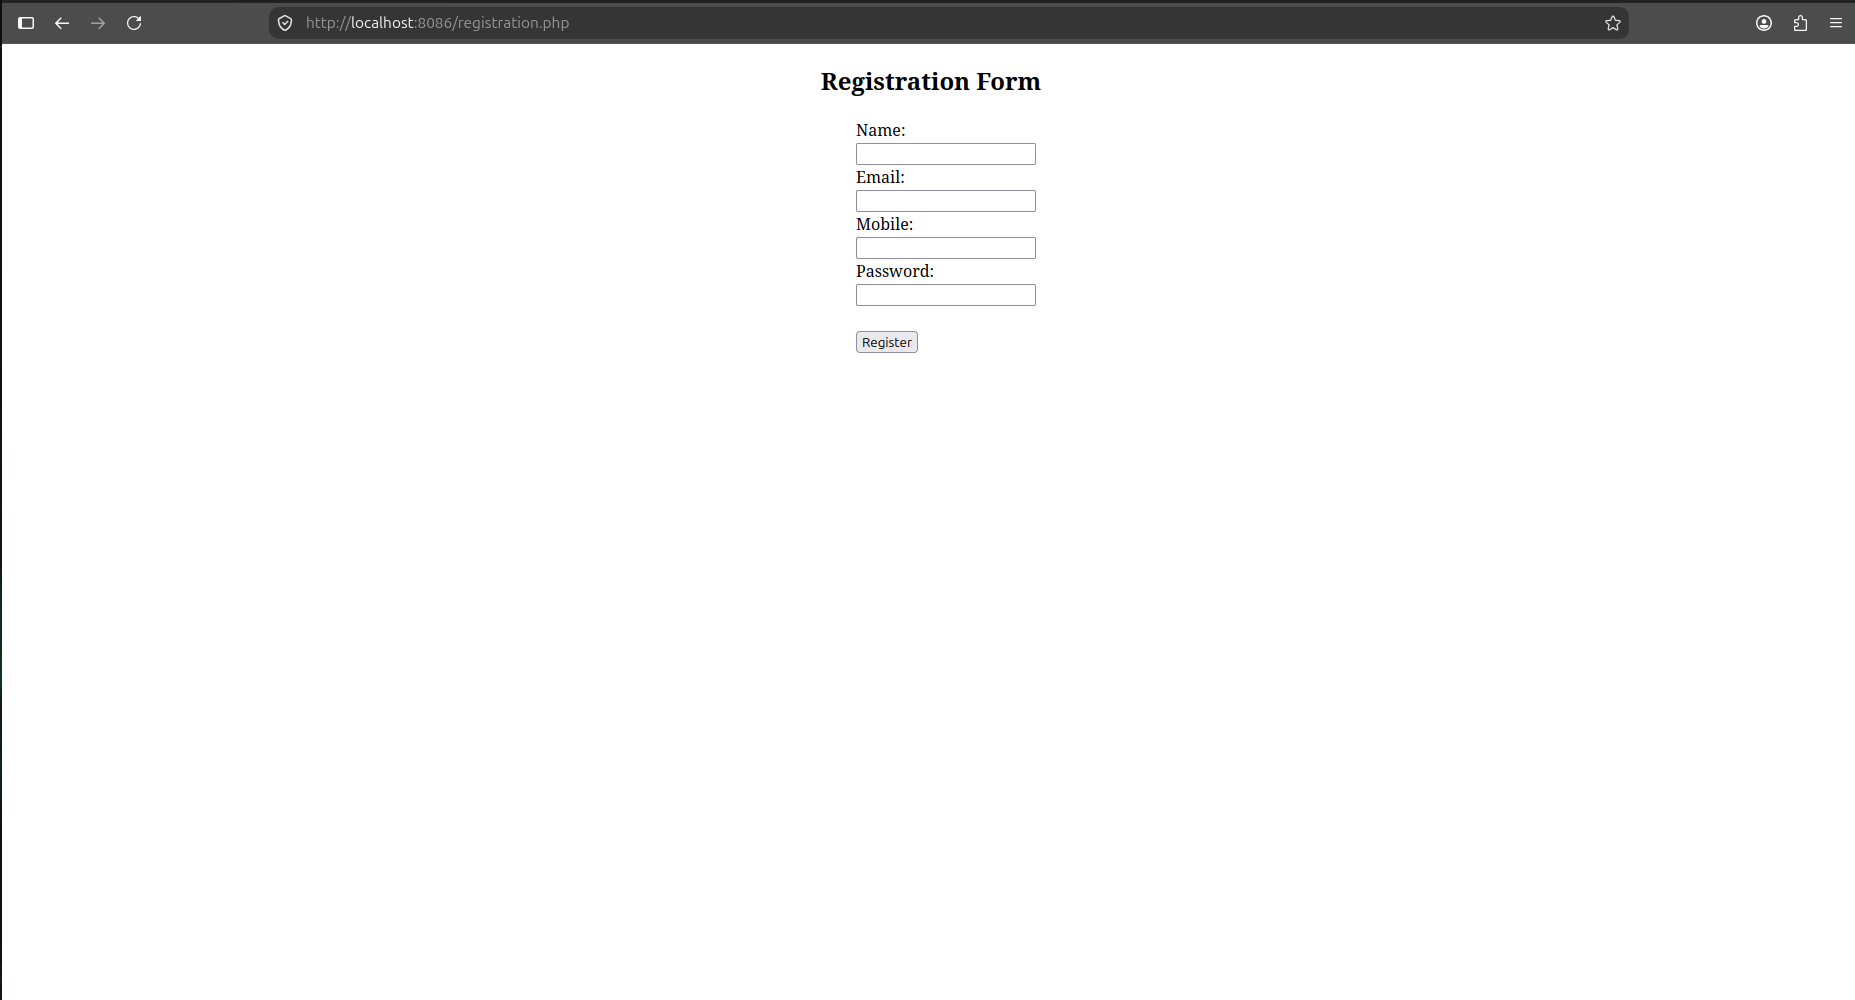 http://localhost:8086/registration.php
Registration Form
Name:
Email:
Mobile:
Password:
Register